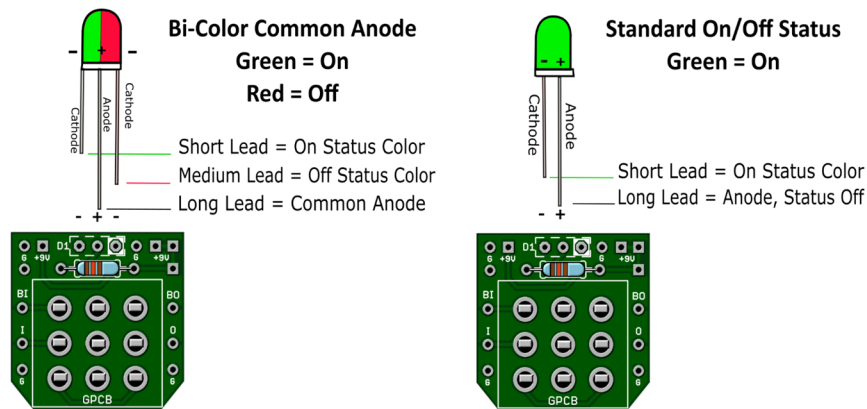 Bi-Color Common Anode
Green = On
Red = Off
- + -
Cathode
Anode
Cathode
Short Lead = On Status Color
Medium Lead = Off Status Color
Long Lead = Common Anode
- + -
G +9V D1 G +9V
G
BI BO
I O
G G
GPCB
Standard On/Off Status
Green = On
- +
Cathode
Anode
Short Lead = On Status Color
Long Lead = Anode, Status Off
- +
G +9V D1 G +9V
G
BI BO
I O
G G
GPCB